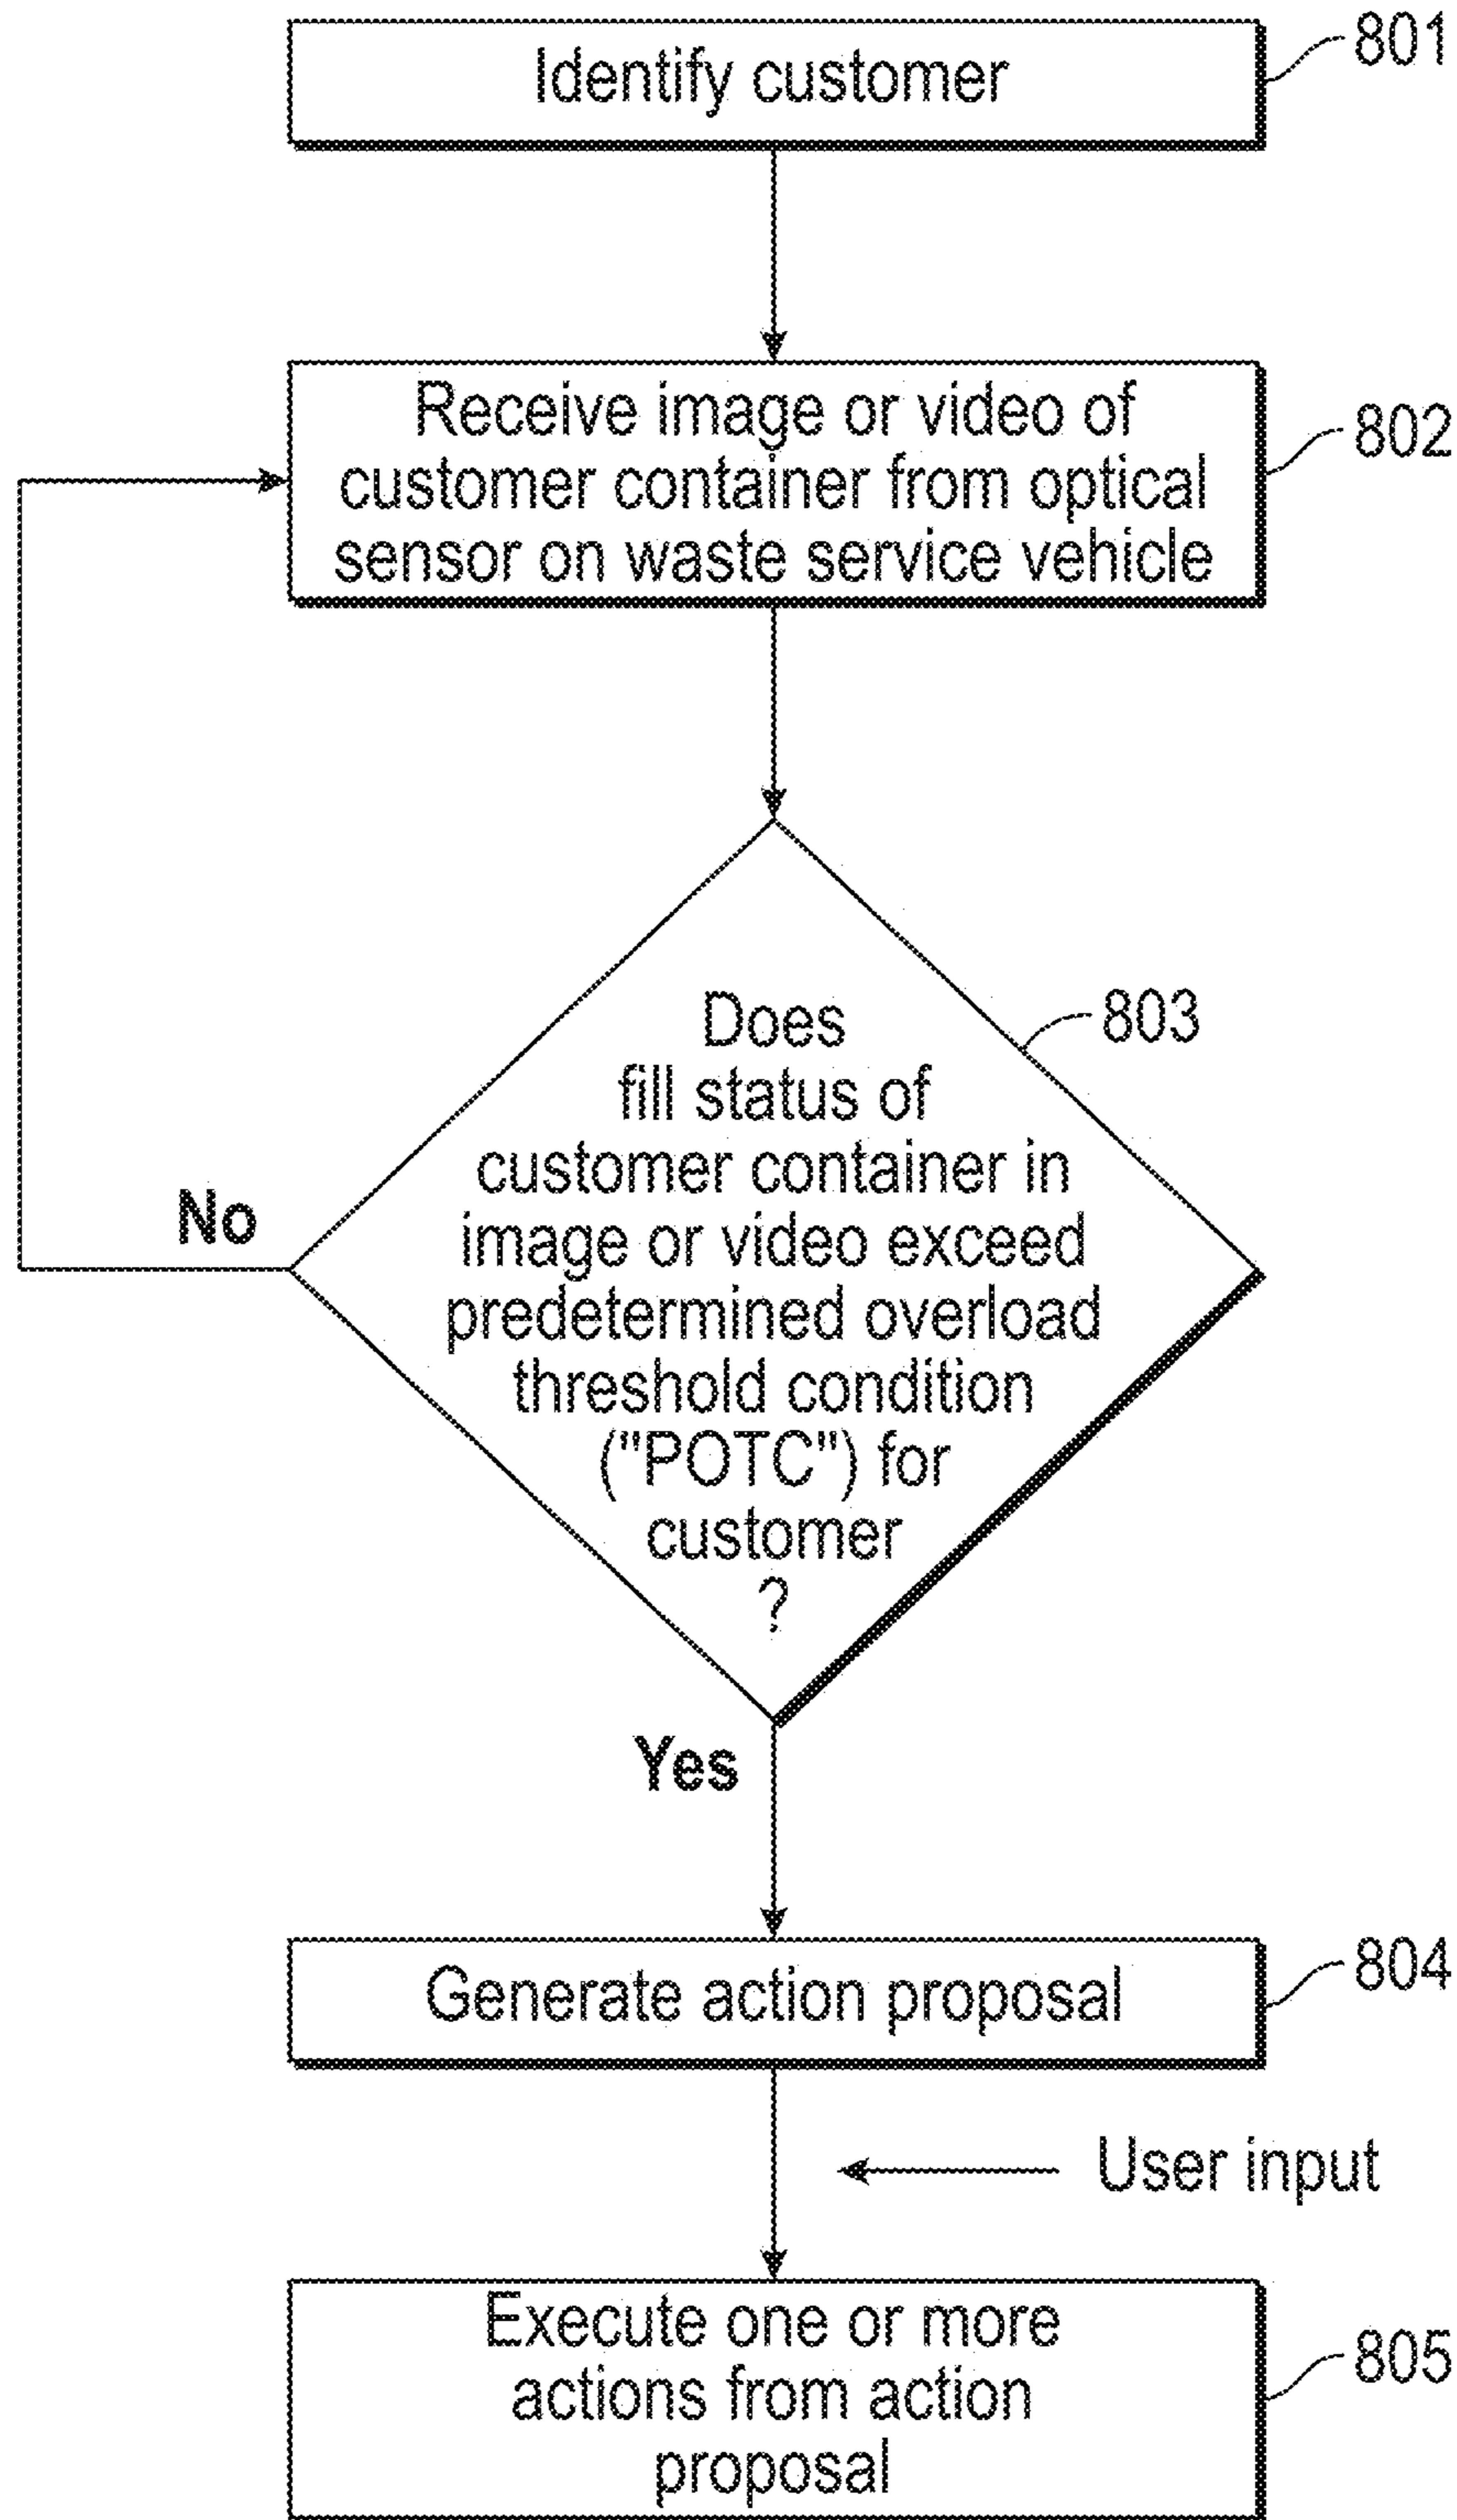 Identify customer
801
Receive image or video of
customer container from optical
sensor on waste service vehicle
802
Does
fill status of
customer container in
image or video exceed
predetermined overload
threshold condition
("POTC") for
customer
?
803
No
Yes
Generate action proposal
804
User input
Execute one or more
actions from action
proposal
805